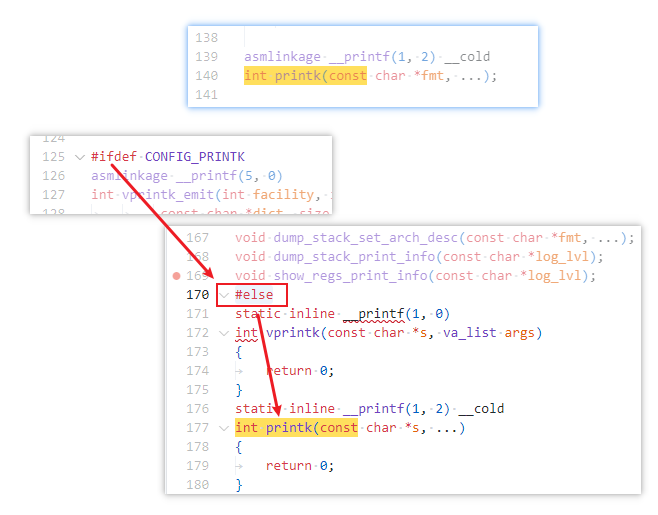 138
139 asmlinkage __printf(1, 2) __cold
140 int printk(const char *fmt, ...);
141
124
125 #ifdef CONFIG_PRINTK
126 asmlinkage __printf(5, 0)
127 int vprintk_emit(int facility,
128 const char *dict, size
167 void dump_stack_set_arch_desc(const char *fmt, ...);
168 void dump_stack_print_info(const char *log_lvl);
169 void show_regs_print_info(const char *log_lvl);
170 #else
171 static inline __printf(1, 0)
172 int vprintk(const char *s, va_list args)
173 {
174 return 0;
175 }
176 static inline __printf(1, 2) __cold
177 int printk(const char *s, ...)
178 {
179 return 0;
180 }